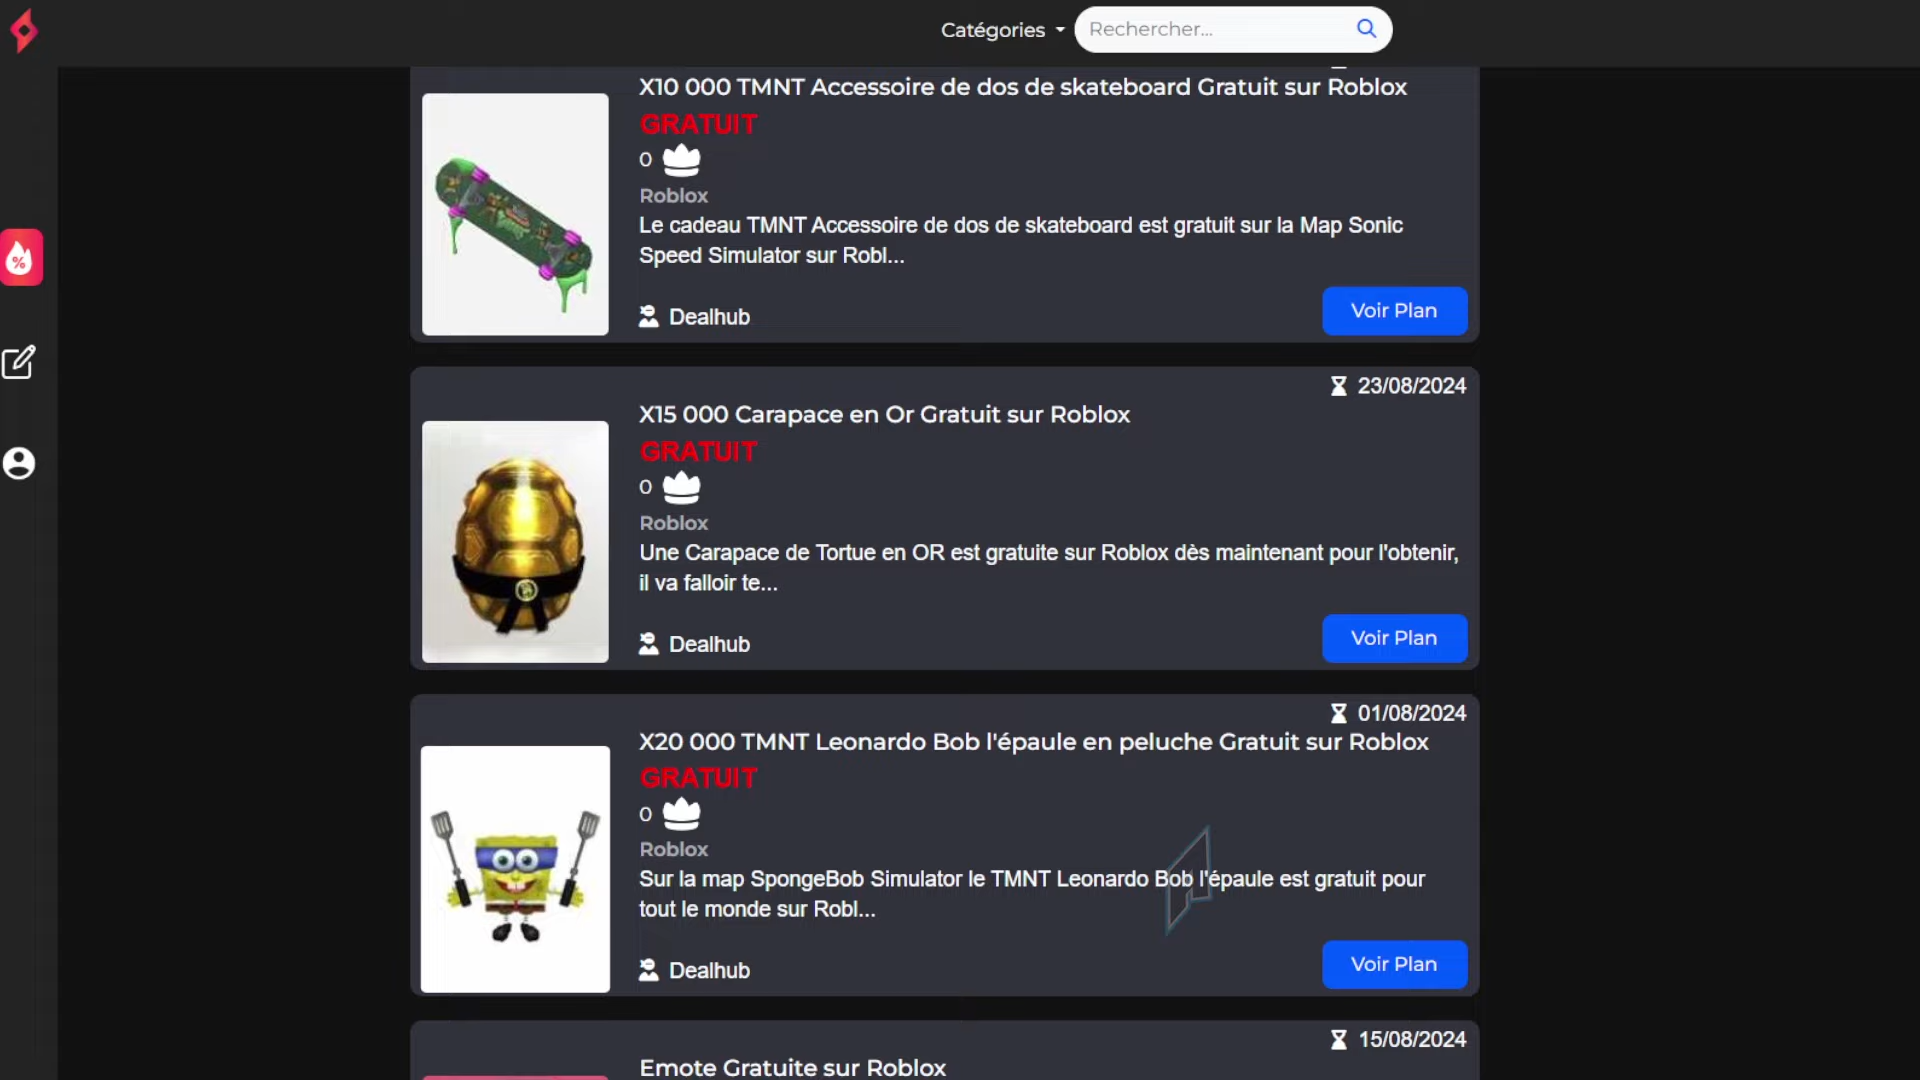 Catégories
Rechercher...
X10 000 TMNT Accessoire de dos de skateboard Gratuit sur Roblox
GRATUIT
0
Roblox
Le cadeau TMNT Accessoire de dos de skateboard est gratuit sur la Map Sonic
Speed Simulator sur Robl...
Dealhub
Voir Plan
23/08/2024
X15 000 Carapace en Or Gratuit sur Roblox
GRATUIT
0
Roblox
Une Carapace de Tortue en OR est gratuite sur Roblox dès maintenant pour l'obtenir,
il va falloir te...
Dealhub
Voir Plan
01/08/2024
X20 000 TMNT Leonardo Bob l'épaule en peluche Gratuit sur Roblox
GRATUIT
0
Roblox
Sur la map SpongeBob Simulator le TMNT Leonardo Bob l'épaule est gratuit pour
tout le monde sur Robl...
Dealhub
Voir Plan
15/08/2024
Emote Gratuite sur Roblox